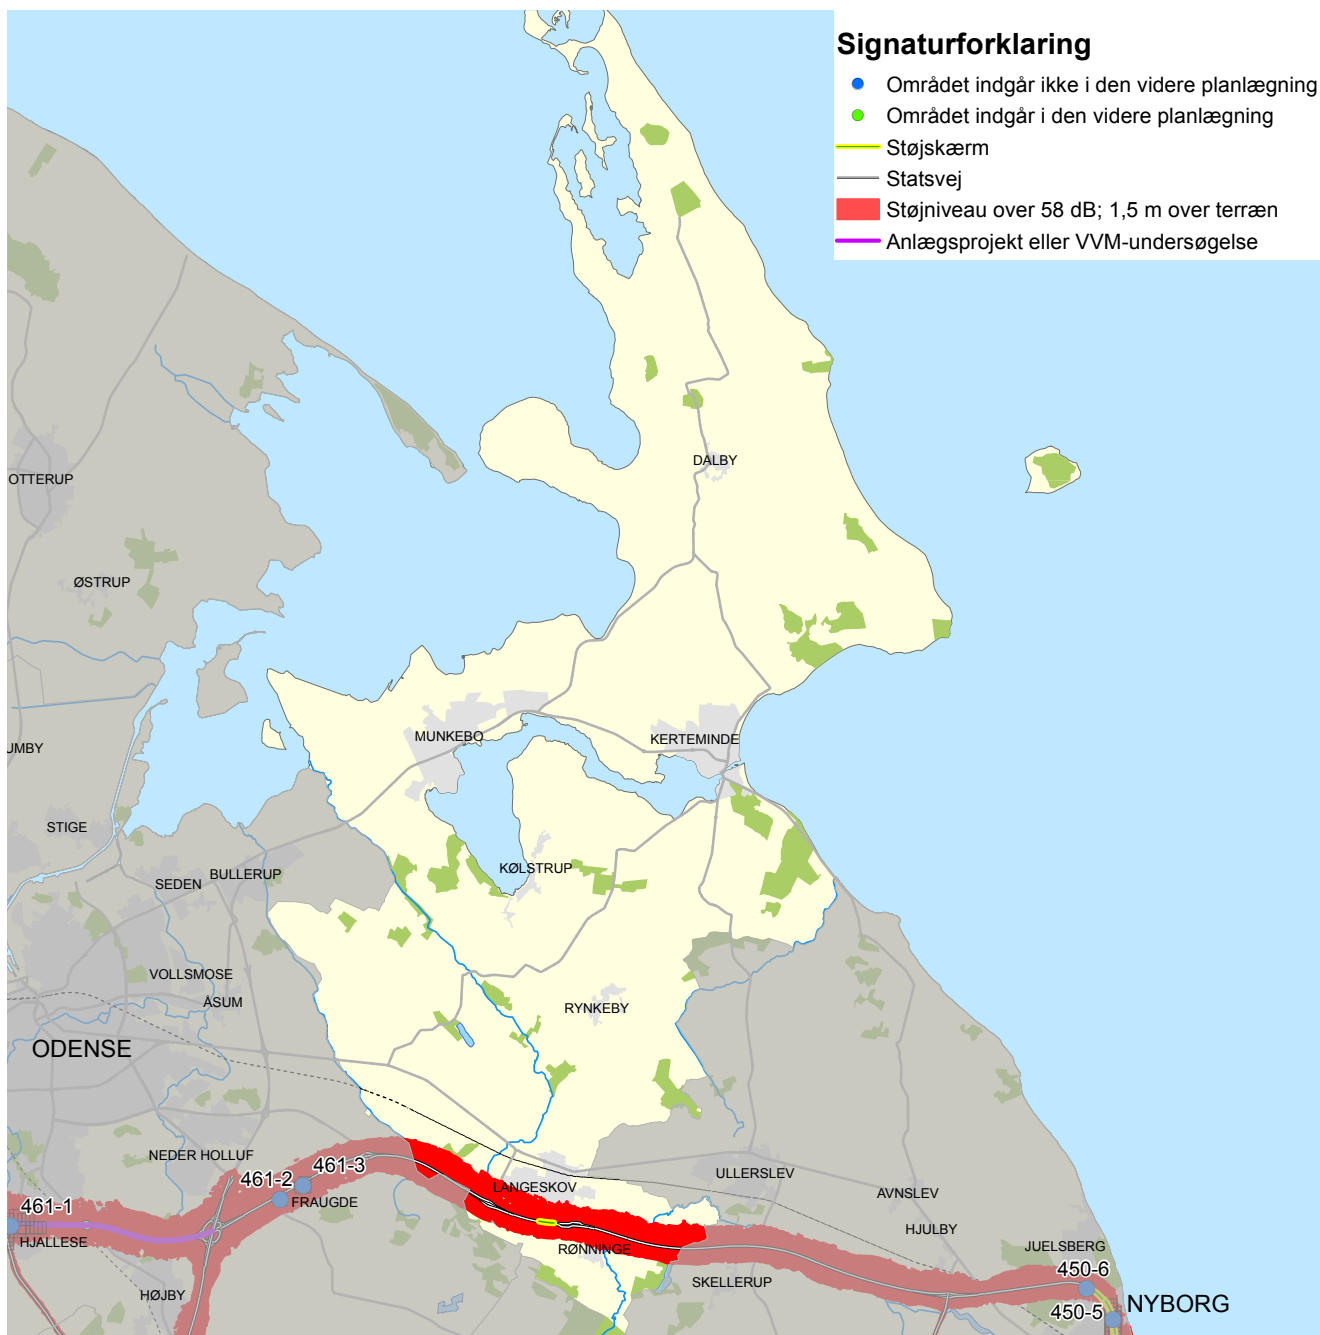 Signaturforklaring
Området indgår ikke i den videre planlægning
Området indgår i den videre planlægning
Støjskærm
Statsvej
Støjniveau over 58 dB; 1,5 m over terræn
Anlægsprojekt eller VVM-undersøgelse
DALBY
OTTERUP
ØSTRUP
MUNKEBO
KERTEMINDE
UMBY
STIGE
KØLSTRUP
BULLERUP
SEDEN
VOLLSMOSE
ÅSUM
RYNKEBY
ODENSE
NEDER HOLLUF
461-3
461-2
ULLERSLEV
LANGESKOV
AVNSLEV
FRAUGDE
461-1
HJULBY
HJALLESE
RØNNINGE
JUELSBERG
450-6
SKELLERUP
HØJBY
NYBORG
450-5